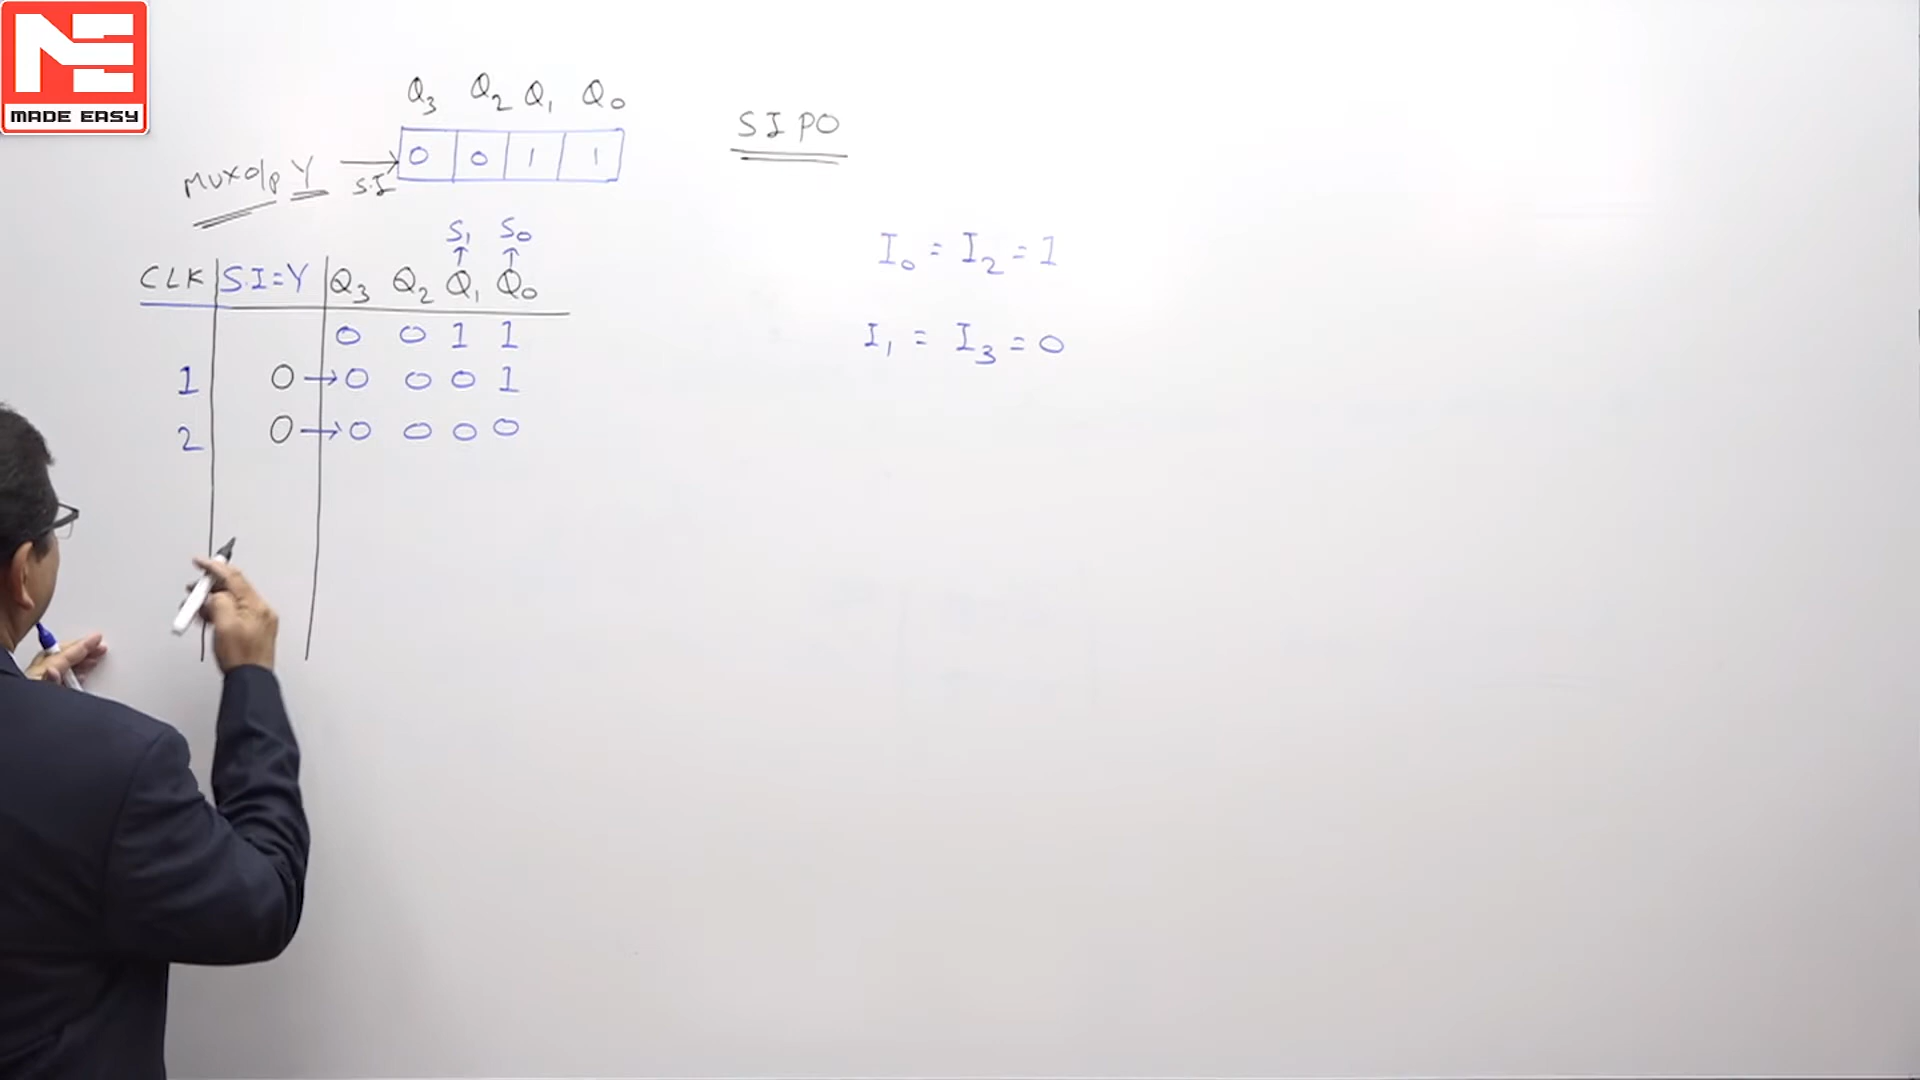 MADE EASY
Q3 Q2 Q1 Q0
0 0 1 1
MUX o/p Y → S.I
SIPO
S1 S0
↑ ↑
CLK S.I=Y Q3 Q2 Q1 Q0
0 0 1 1
1 0→0 0 0 1
2 0→0 0 0 0
I0 = I2 = 1
I1 = I3 = 0